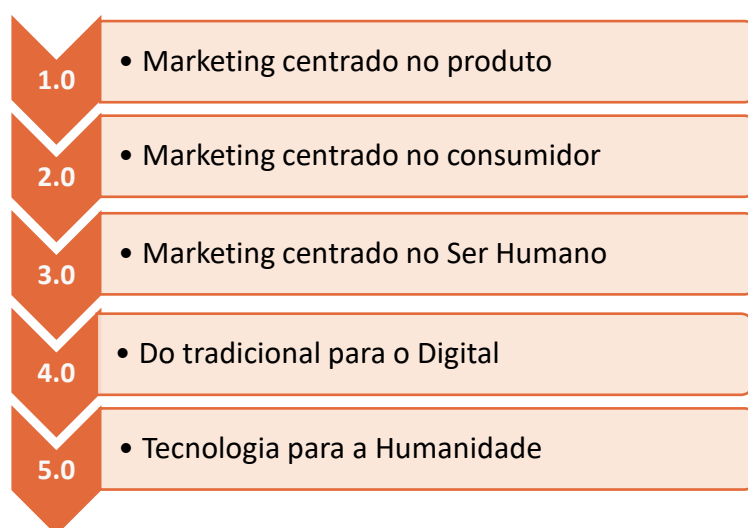 1.0
• Marketing centrado no produto
2.0
• Marketing centrado no consumidor
3.0
• Marketing centrado no Ser Humano
4.0
• Do tradicional para o Digital
5.0
• Tecnologia para a Humanidade